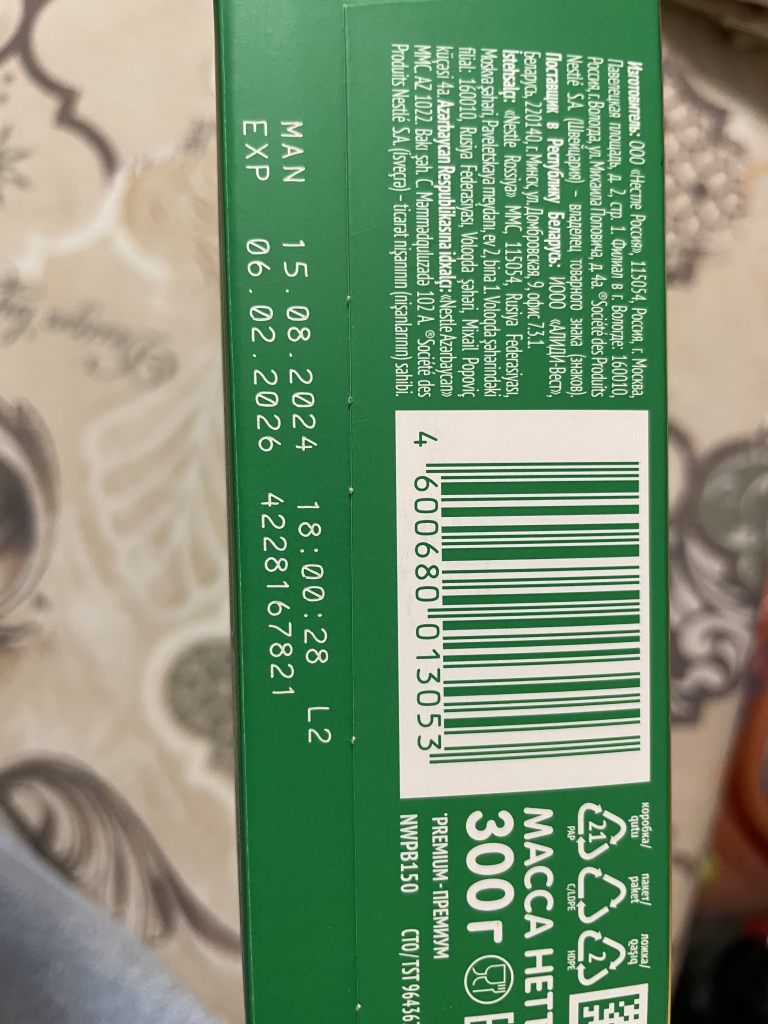 Изготовитель: ООО «Нестле Россия», 115054, Россия, г. Москва,
Павелецкая площадь, д. 2, стр. 1. Филиал в г. Вологде: 160010,
Россия, г. Вологда, ул. Михаила Поповича, д. 4а. ®Société des Produits
Nestlé S.A. (Швейцария) – владелец товарного знака (знаков).
Поставщик в Республику Беларусь: ИООО «АЛИДИ-Вест»,
Беларусь, 220140, г. Минск, ул. Домбровская, 9, офис 7.3.1.
İstehsalçı: «Nestle Rossiya» MMC, 115054, Rusiya Federasiyası,
Moskva şəhəri, Paveletskaya meydanı, ev 2, bina 1. Voloqda şəhərindəki
filial: 160010, Rusiya Federasiyası, Voloqda şəhəri, Mixail Popoviç
küçəsi 4a. Azərbaycan Respublikasına idxalçı: «Nestle Azərbaycan»
MMC AZ 1022. Bakı şəh. C. Məmmədquluzadə 102 A. ®Société des
Produits Nestlé S.A. (İsveçrə) – ticarət nişanının (nişanlarının) sahibi.
MAN 15.08.2024 18:00:28 L2
EXP 06.02.2026 4228167821
4 600680 013053
коробка/ пакет/ ложка/
qutu paket qaşıq
21 2
PAP C/LDPE HDPE
МАССА НЕТТ
300 г
*PREMIUM - ПРЕМИУМ
NWPB150 СТО/TST 96436